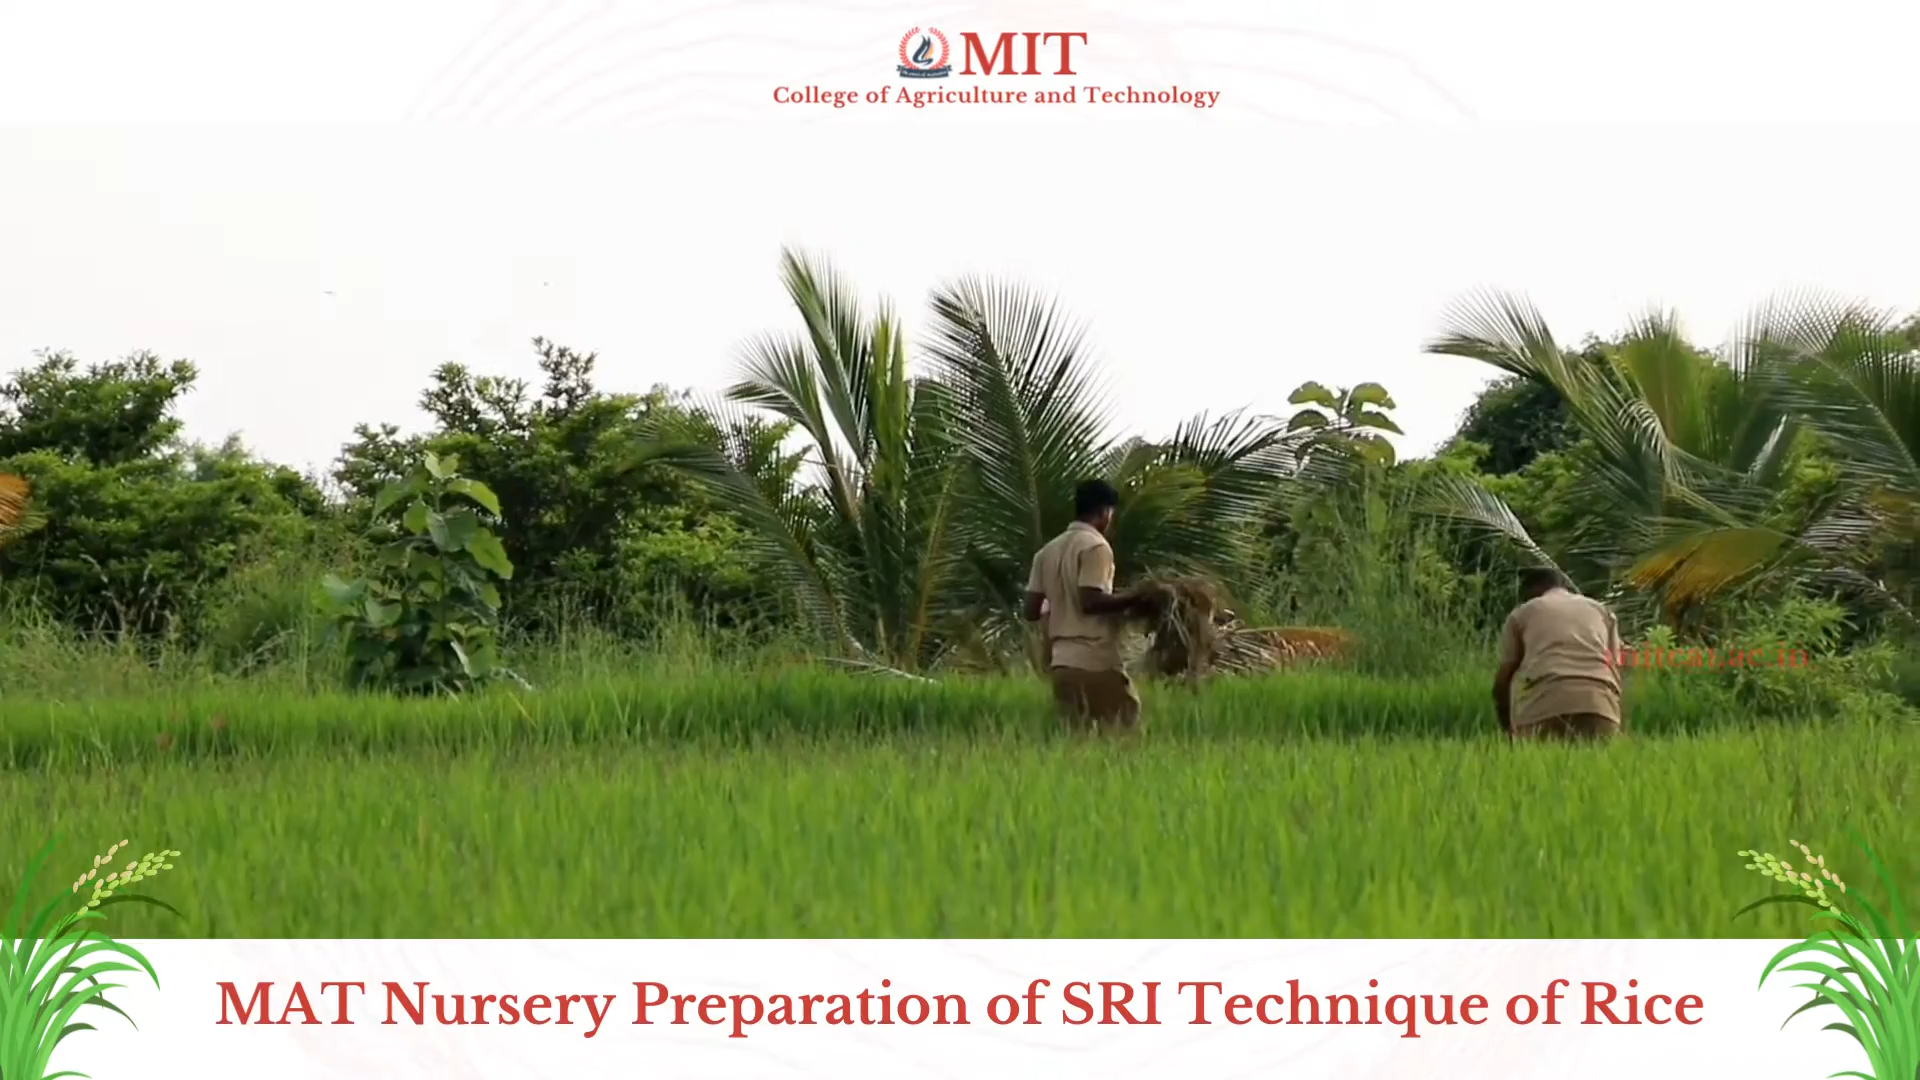 MIT
College of Agriculture and Technology
MAT Nursery Preparation of SRI Technique of Rice